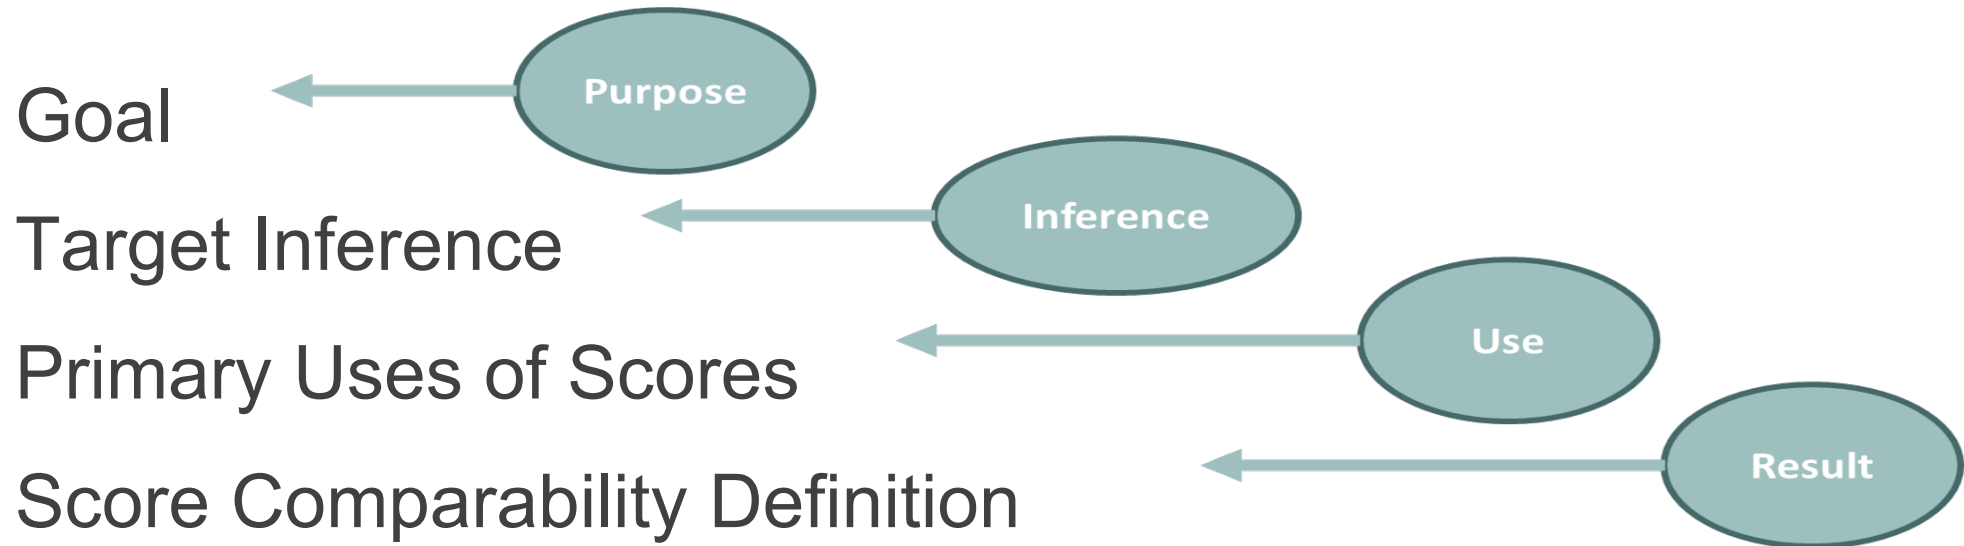 Purpose
Goal
Inference
Target Inference
Use
Primary Uses of Scores
Result
Score Comparability Definition